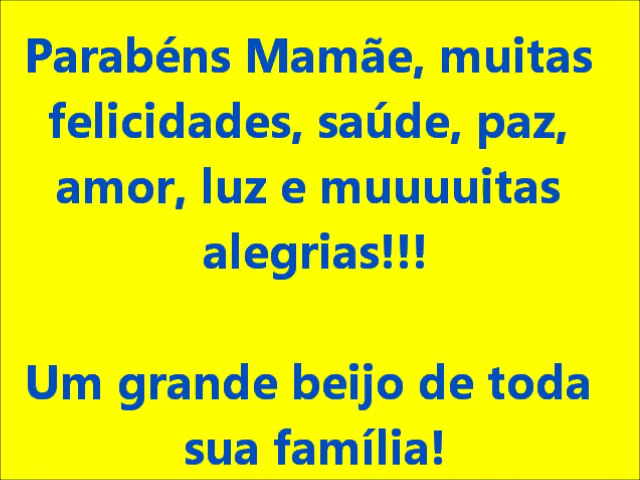 Parabéns Mamãe, muitas
felicidades, saúde, paz,
amor, luz e muuuuitas
alegrias!!!
Um grande beijo de toda
sua família!